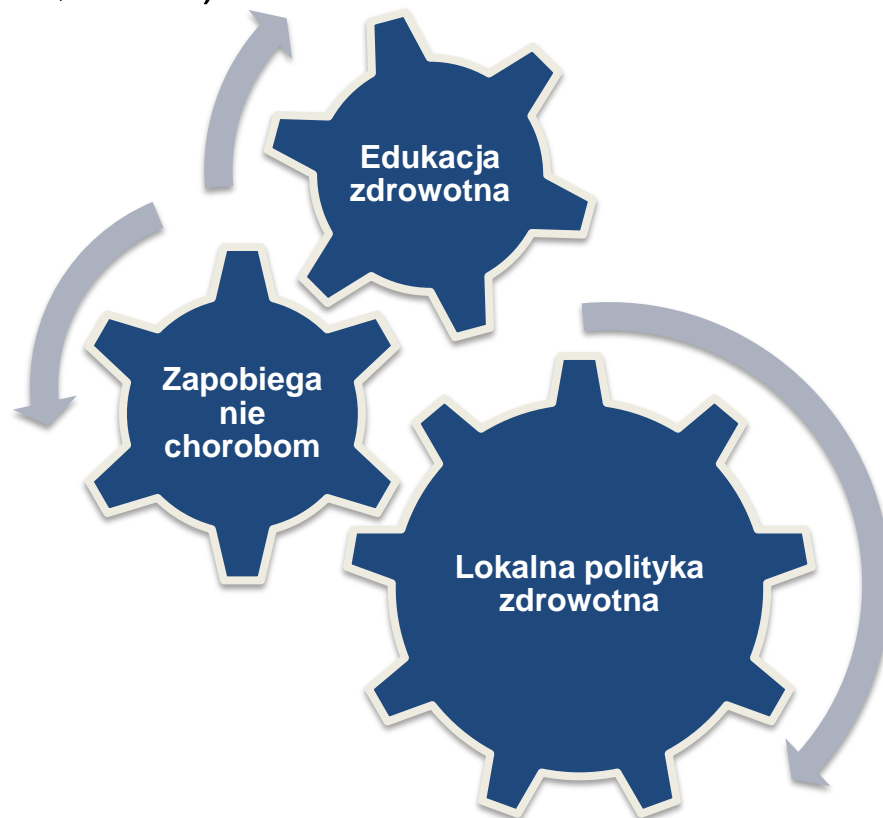 Edukacja
zdrowotna
Zapobiega
nie
chorobom
Lokalna polityka
zdrowotna